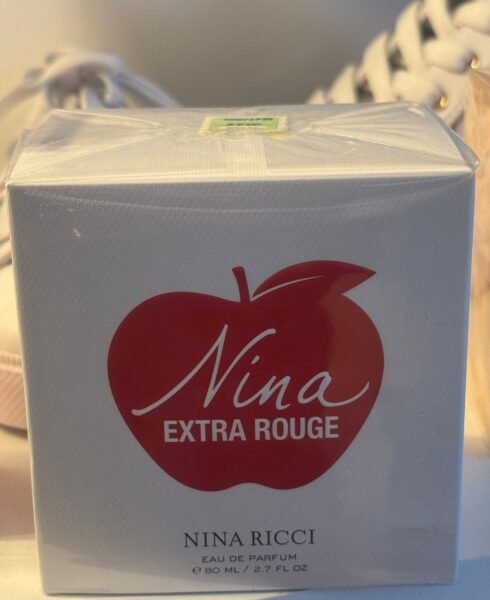 Nina
EXTRA ROUGE
NINA RICCI
EAU DE PARFUM
℮ 80 ML / 2.7 FL OZ